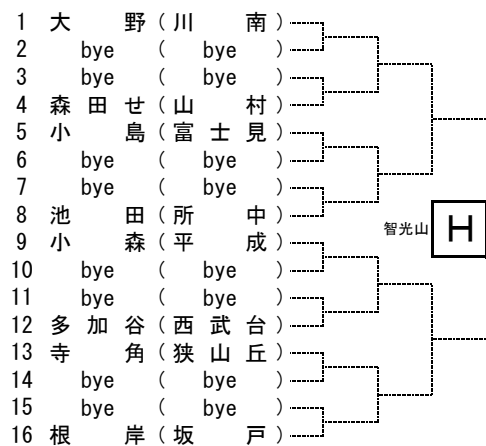 1 大野(川南)
2 bye(bye)
3 bye(bye)
4 森田せ(山村)
5 小島(富士見)
6 bye(bye)
7 bye(bye)
8 池田(所中)
9 小森(平成)
10 bye(bye)
11 bye(bye)
12 多加谷(西武台)
13 寺角(狭山丘)
14 bye(bye)
15 bye(bye)
16 根岸(坂戸)
智光山 H